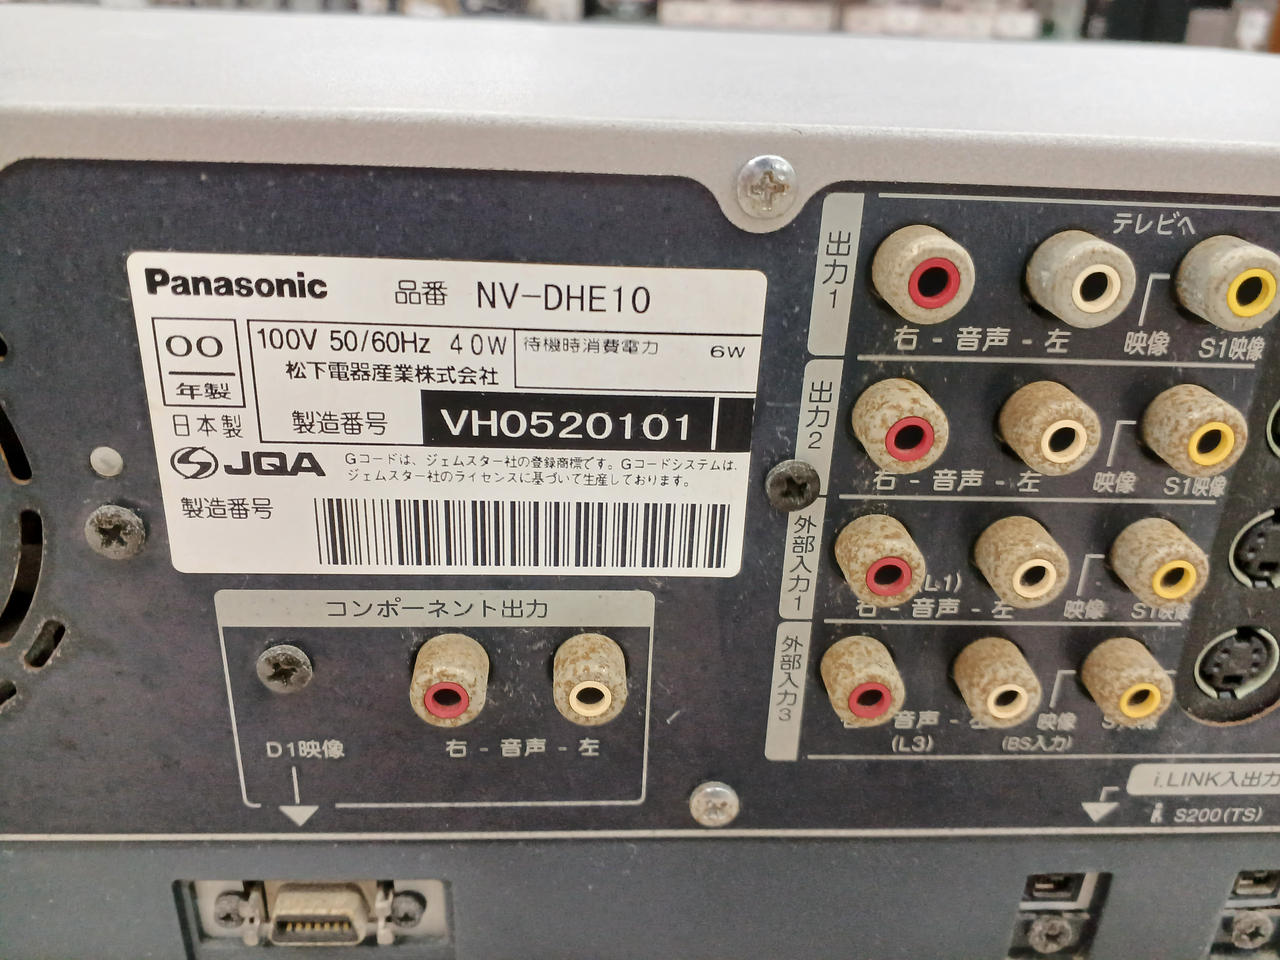 Panasonic 品番 NV-DHE10
00
年製
日本製
100V 50/60Hz 40W
松下電器産業株式会社
待機時消費電力 6W
製造番号 VH0520101
JQA
Gコードは、ジェムスター社の登録商標です。Gコードシステムは、
ジェムスター社のライセンスに基づいて生産しております。
製造番号
コンポーネント出力
D1映像
右 - 音声 - 左
テレビへ
出力1
右 - 音声 - 左 映像 S1映像
出力2
右 - 音声 - 左 映像 S1映像
外部入力1
(L1)
右 - 音声 - 左 映像 S1映像
外部入力3
音声 - 左 映像
(L3) (BS入力)
i.LINK入出力
i S200(TS)